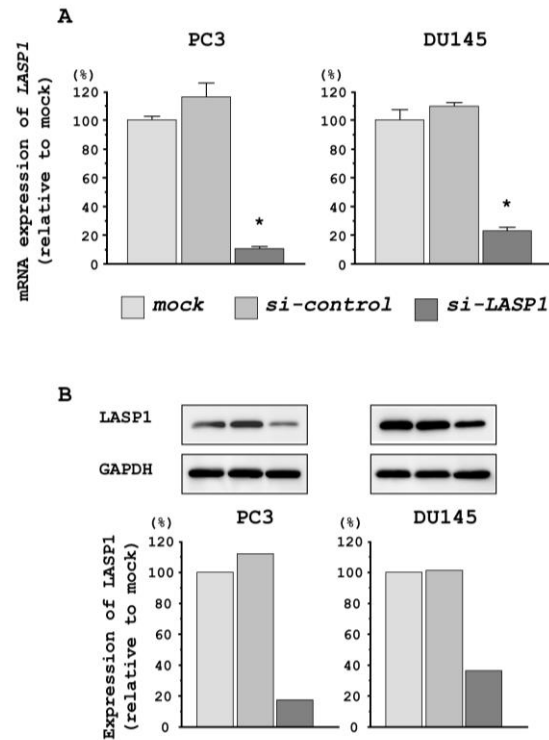 A
PC3
DU145
mRNA expression of LASP1
(relative to mock)
(%)
120
100
80
60
40
20
0
*
(%)
120
100
80
60
40
20
0
*
mock si-control si-LASP1
B
LASP1
GAPDH
PC3
DU145
Expression of LASP1
(relative to mock)
(%)
120
100
80
60
40
20
0
(%)
120
100
80
60
40
20
0